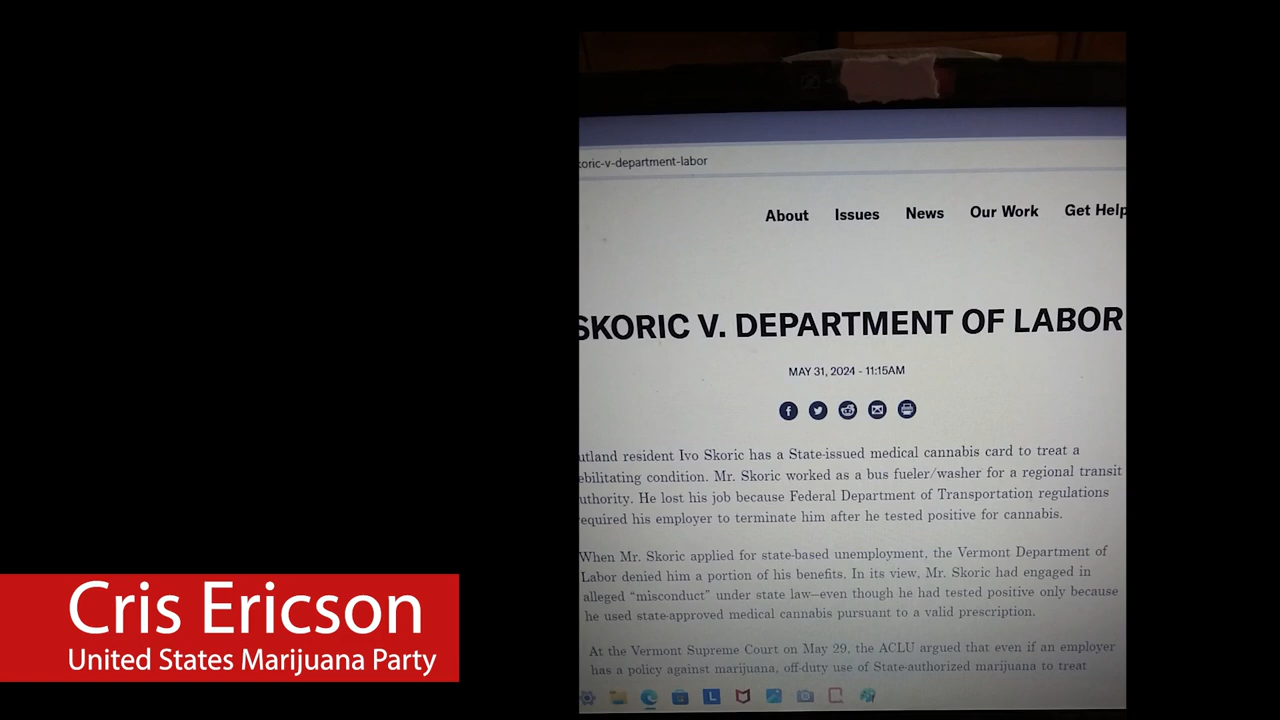 koric-v-department-labor
About Issues News Our Work Get Help
SKORIC V. DEPARTMENT OF LABOR
MAY 31, 2024 - 11:15AM
utland resident Ivo Skoric has a State-issued medical cannabis card to treat a
ebilitating condition. Mr. Skoric worked as a bus fueler/washer for a regional transit
uthority. He lost his job because Federal Department of Transportation regulations
equired his employer to terminate him after he tested positive for cannabis.
When Mr. Skoric applied for state-based unemployment, the Vermont Department of
Labor denied him a portion of his benefits. In its view, Mr. Skoric had engaged in
alleged “misconduct” under state law—even though he had tested positive only because
he used state-approved medical cannabis pursuant to a valid prescription.
At the Vermont Supreme Court on May 29, the ACLU argued that even if an employer
has a policy against marijuana, off-duty use of State-authorized marijuana to treat
Cris Ericson
United States Marijuana Party